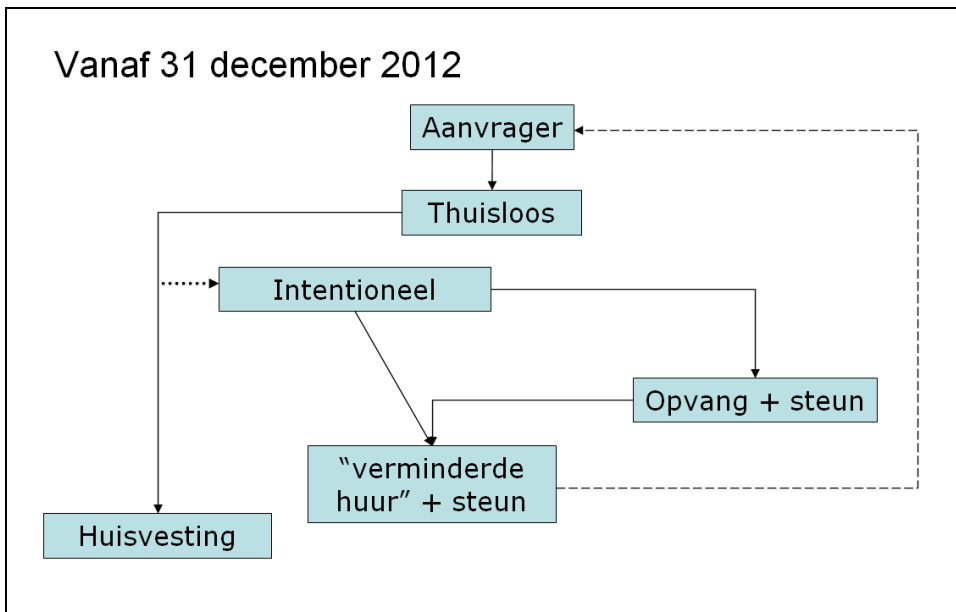 Vanaf 31 december 2012
Aanvrager
Thuisloos
Intentioneel
Opvang + steun
“verminderde
huur” + steun
Huisvesting